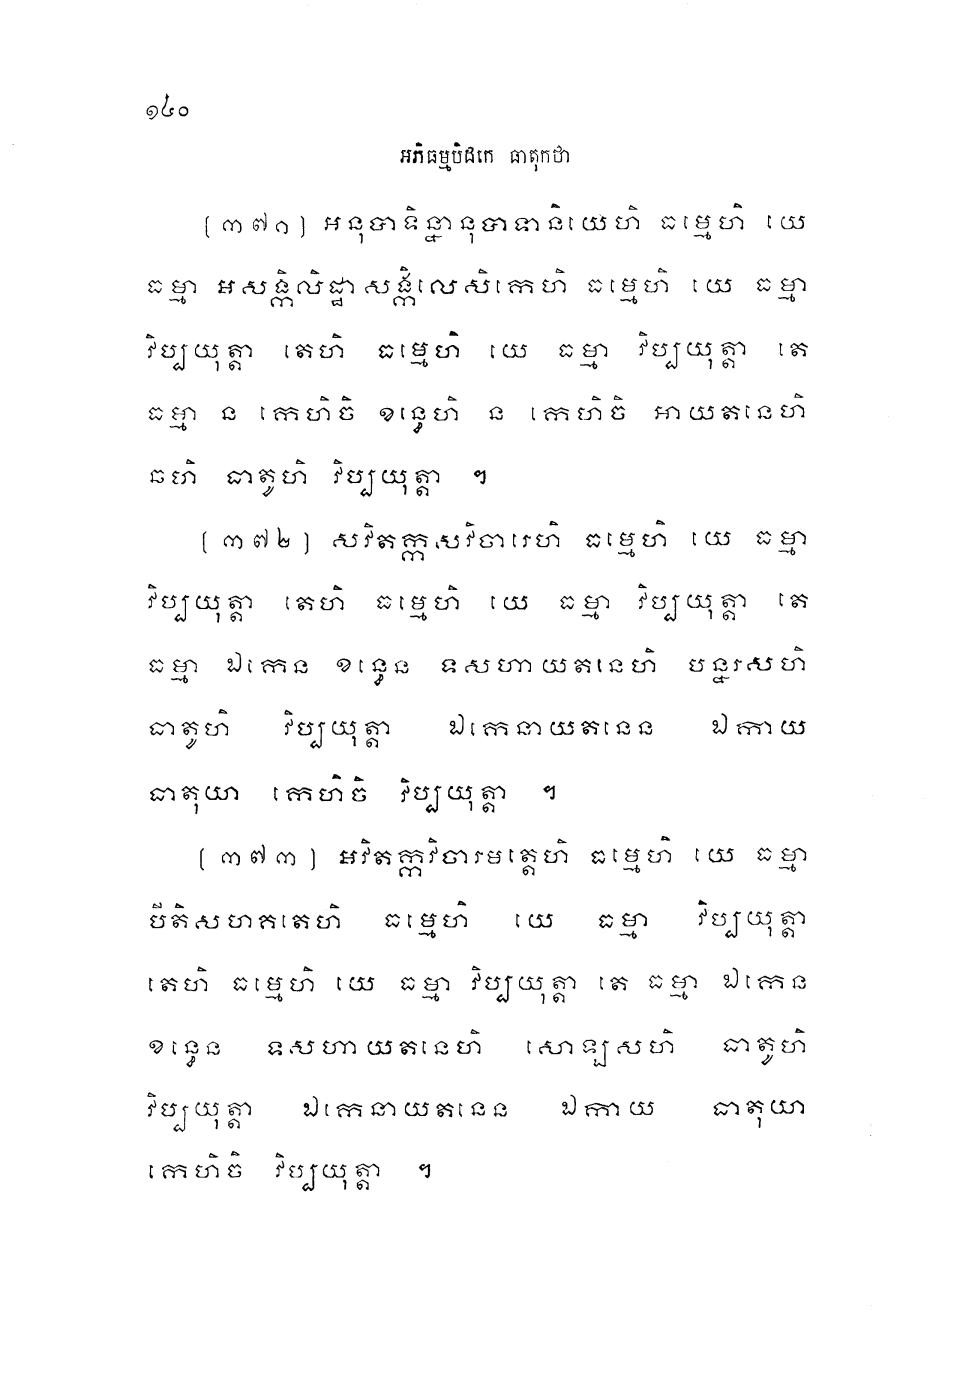 ១៤០
អភិធម្មបិដកេ ធាតុកថា
[៣៧១] អនុបាទិន្នានុបាទានិយេហិ ធម្មេហិ យេ
ធម្មា អសង្កិលិដ្ឋាសង្កិលេសិកេហិ ធម្មេហិ យេ ធម្មា
វិប្បយុត្តា តេហិ ធម្មេហិ យេ ធម្មា វិប្បយុត្តា តេ
ធម្មា ន កេហិចិ ខន្ធេហិ ន កេហិចិ អាយតនេហិ
ឆហិ ធាតូហិ វិប្បយុត្តា ។
[៣៧២] សវិតក្កសវិចារេហិ ធម្មេហិ យេ ធម្មា
វិប្បយុត្តា តេហិ ធម្មេហិ យេ ធម្មា វិប្បយុត្តា តេ
ធម្មា ឯកេន ខន្ធេន ទសហាយតនេហិ បន្នរសហិ
ធាតូហិ វិប្បយុត្តា ឯកេនាយតនេន ឯកាយ
ធាតុយា កេហិចិ វិប្បយុត្តា ។
[៣៧៣] អវិតក្កវិចារមត្តេហិ ធម្មេហិ យេ ធម្មា
បីតិសហគតេហិ ធម្មេហិ យេ ធម្មា វិប្បយុត្តា
តេហិ ធម្មេហិ យេ ធម្មា វិប្បយុត្តា តេ ធម្មា ឯកេន
ខន្ធេន ទសហាយតនេហិ សោឡសហិ ធាតូហិ
វិប្បយុត្តា ឯកេនាយតនេន ឯកាយ ធាតុយា
កេហិចិ វិប្បយុត្តា ។